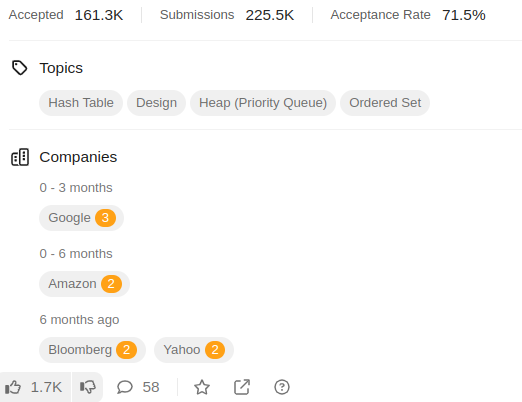 Accepted 161.3K Submissions 225.5K Acceptance Rate 71.5%
Topics
Hash Table Design Heap (Priority Queue) Ordered Set
Companies
0 - 3 months
Google 3
0 - 6 months
Amazon 2
6 months ago
Bloomberg 2 Yahoo 2
1.7K 58 ?